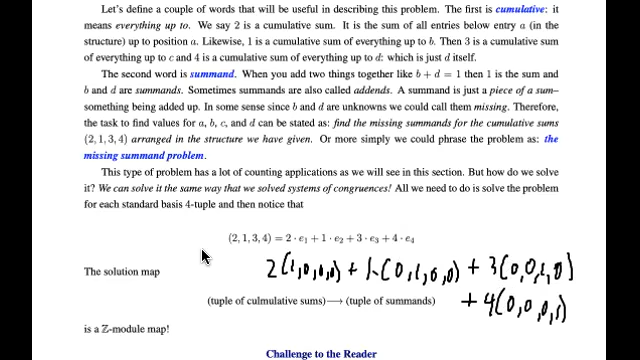 Let's define a couple of words that will be useful in describing this problem. The first is cumulative: it
means everything up to. We say 2 is a cumulative sum. It is the sum of all entries below entry a (in the
structure) up to position a. Likewise, 1 is a cumulative sum of everything up to b. Then 3 is a cumulative sum
of everything up to c and 4 is a cumulative sum of everything up to d: which is just d itself.
The second word is summand. When you add two things together like b + d = 1 then 1 is the sum and
b and d are summands. Sometimes summands are also called addends. A summand is just a piece of a sum–
something being added up. In some sense since b and d are unknowns we could call them missing. Therefore,
the task to find values for a, b, c, and d can be stated as: find the missing summands for the cumulative sums
(2, 1, 3, 4) arranged in the structure we have given. Or more simply we could phrase the problem as: the
missing summand problem.
This type of problem has a lot of counting applications as we will see in this section. But how do we solve
it? We can solve it the same way that we solved systems of congruences! All we need to do is solve the problem
for each standard basis 4-tuple and then notice that
(2, 1, 3, 4) = 2 · e₁ + 1 · e₂ + 3 · e₃ + 4 · e₄
2(1,0,0,0) + 1·(0,1,0,0) + 3(0,0,1,0)
The solution map
+ 4(0,0,0,1)
(tuple of culmulative sums) ⟶ (tuple of summands)
is a ℤ-module map!
Challenge to the Reader